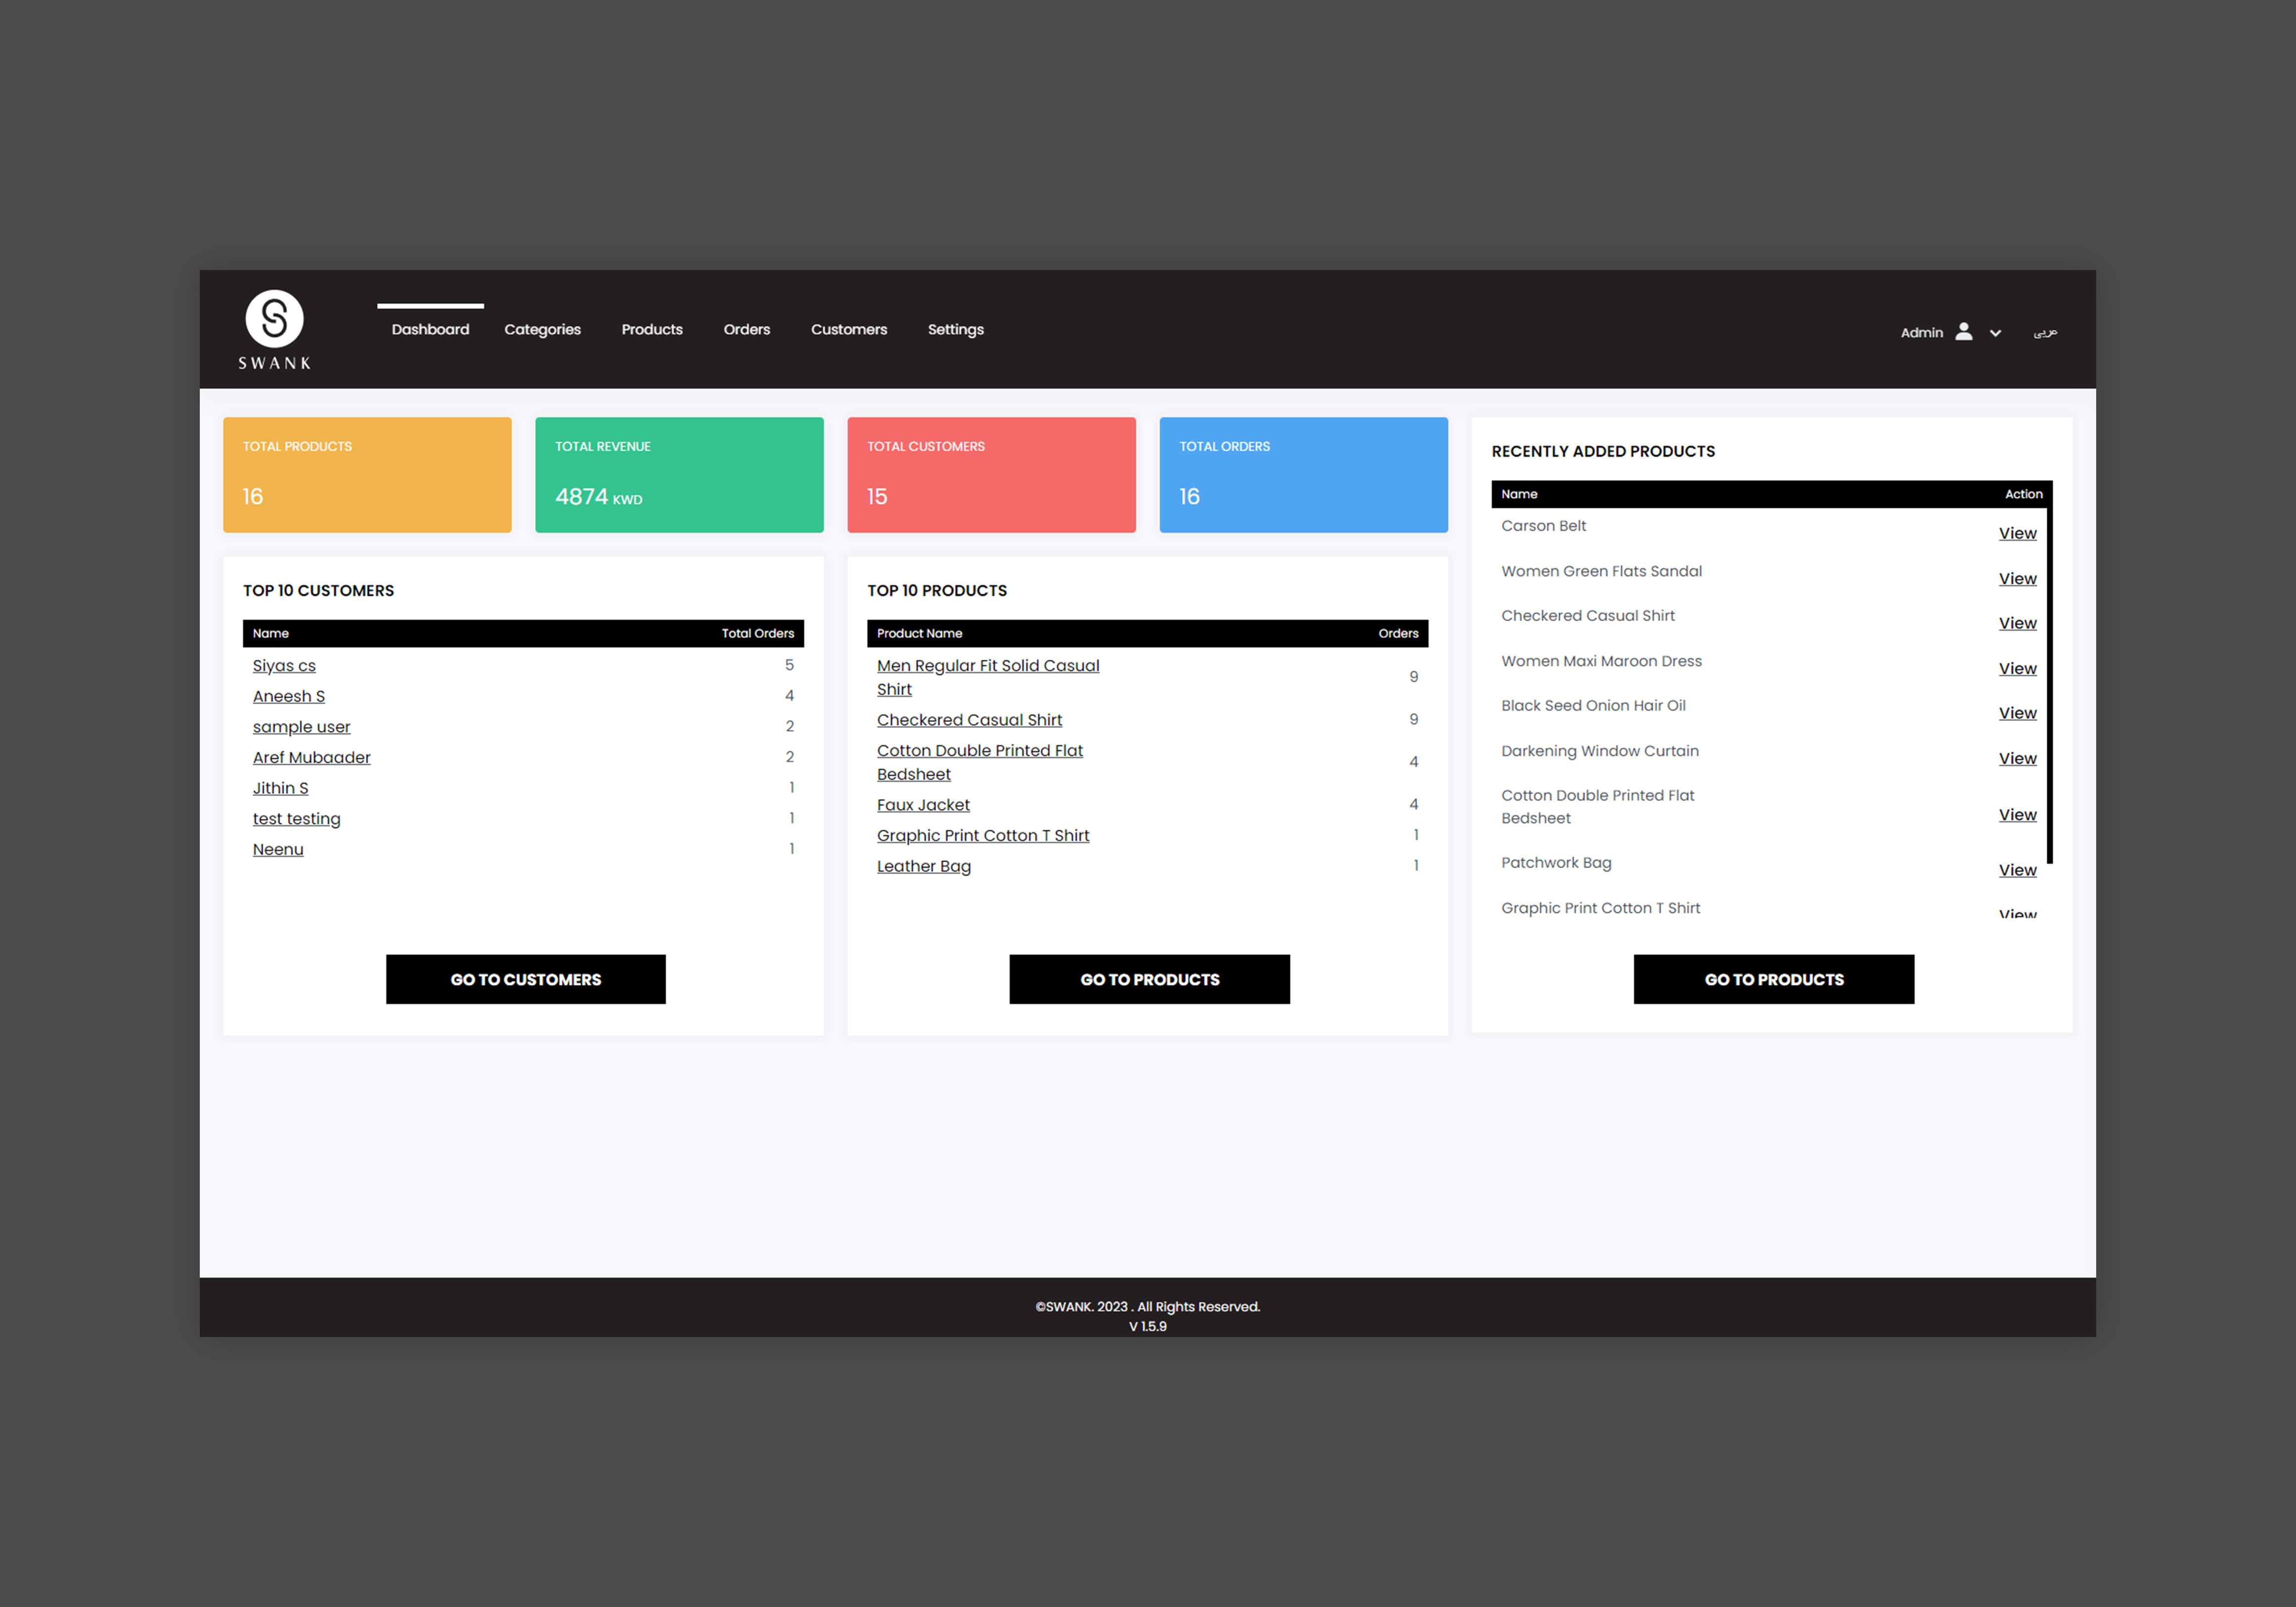 SWANK
Dashboard Categories Products Orders Customers Settings
Admin عربى
TOTAL PRODUCTS
16
TOTAL REVENUE
4874 KWD
TOTAL CUSTOMERS
15
TOTAL ORDERS
16
TOP 10 CUSTOMERS
Name Total Orders
Siyas cs 5
Aneesh S 4
sample user 2
Aref Mubaader 2
Jithin S 1
test testing 1
Neenu 1
GO TO CUSTOMERS
TOP 10 PRODUCTS
Product Name Orders
Men Regular Fit Solid Casual
Shirt 9
Checkered Casual Shirt 9
Cotton Double Printed Flat
Bedsheet 4
Faux Jacket 4
Graphic Print Cotton T Shirt 1
Leather Bag 1
GO TO PRODUCTS
RECENTLY ADDED PRODUCTS
Name Action
Carson Belt View
Women Green Flats Sandal View
Checkered Casual Shirt View
Women Maxi Maroon Dress View
Black Seed Onion Hair Oil View
Darkening Window Curtain View
Cotton Double Printed Flat
Bedsheet View
Patchwork Bag View
Graphic Print Cotton T Shirt View
GO TO PRODUCTS
©SWANK. 2023 . All Rights Reserved.
V 1.5.9